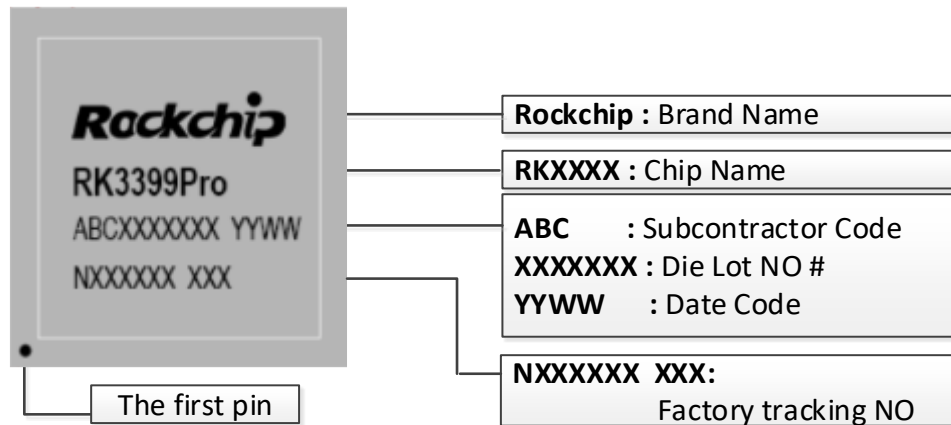 Rockchip
RK3399Pro
ABCXXXXXXX YYWW
NXXXXXX XXX
The first pin
Rockchip : Brand Name
RKXXXX : Chip Name
ABC : Subcontractor Code
XXXXXXX : Die Lot NO #
YYWW : Date Code
NXXXXXX XXX:
Factory tracking NO